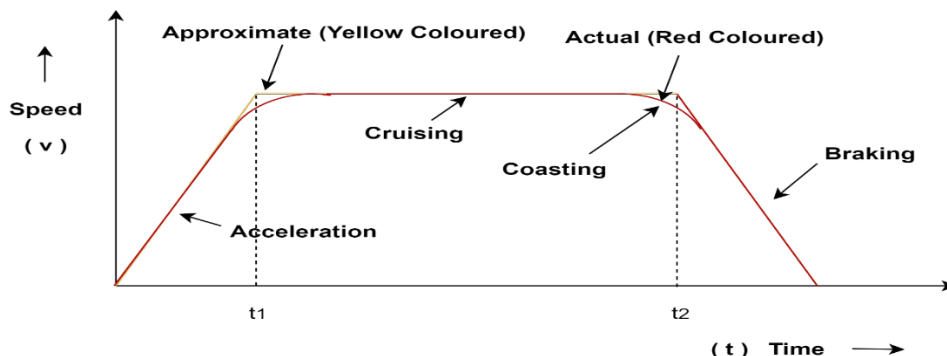 Approximate (Yellow Coloured)
Actual (Red Coloured)
Speed
( v )
Cruising
Coasting
Braking
Acceleration
t1
t2
( t ) Time